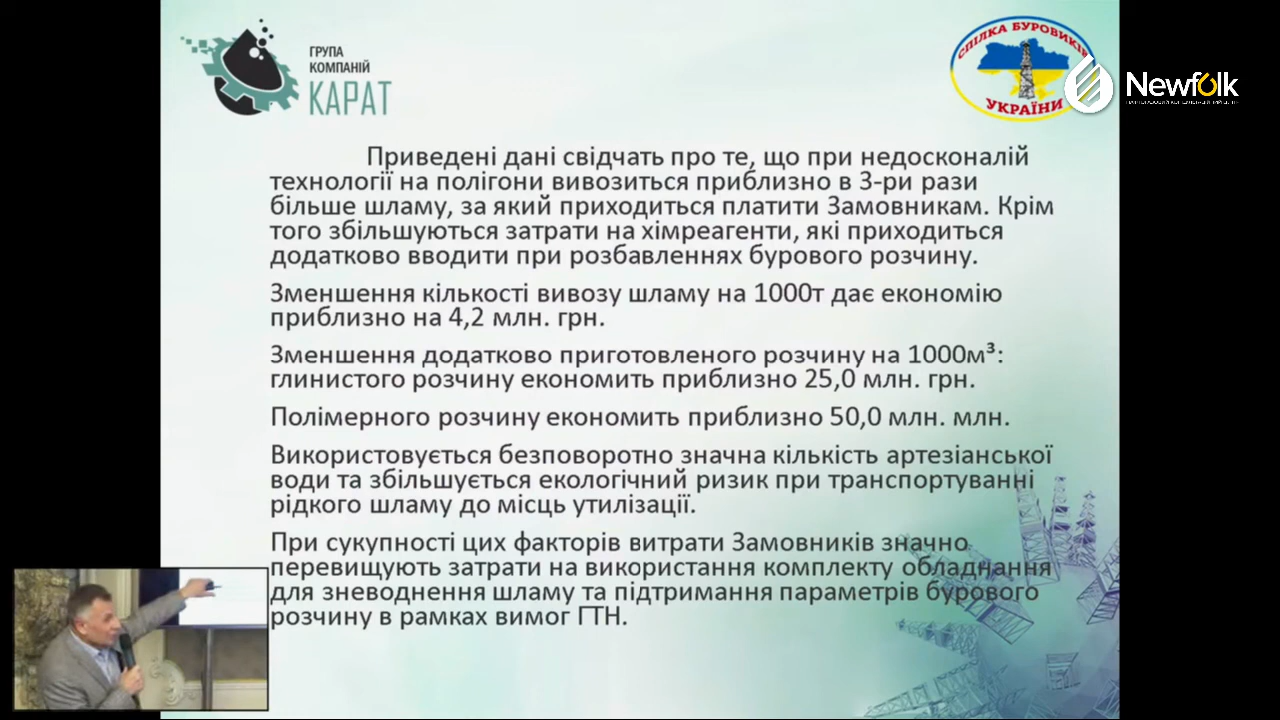 ГРУПА
КОМПАНІЙ
КАРАТ
СПІЛКА БУРОВИКІВ
УКРАЇНИ
Newfolk
Приведені дані свідчать про те, що при недосконалій
технології на полігони вивозиться приблизно в 3-ри рази
більше шламу, за який приходиться платити Замовникам. Крім
того збільшуються затрати на хімреагенти, які приходиться
додатково вводити при розбавленнях бурового розчину.
Зменшення кількості вивозу шламу на 1000т дає економію
приблизно на 4,2 млн. грн.
Зменшення додатково приготовленого розчину на 1000м³:
глинистого розчину економить приблизно 25,0 млн. грн.
Полімерного розчину економить приблизно 50,0 млн. млн.
Використовується безповоротно значна кількість артезіанської
води та збільшується екологічний ризик при транспортуванні
рідкого шламу до місць утилізації.
При сукупності цих факторів витрати Замовників значно
перевищують затрати на використання комплекту обладнання
для зневоднення шламу та підтримання параметрів бурового
розчину в рамках вимог ГТН.